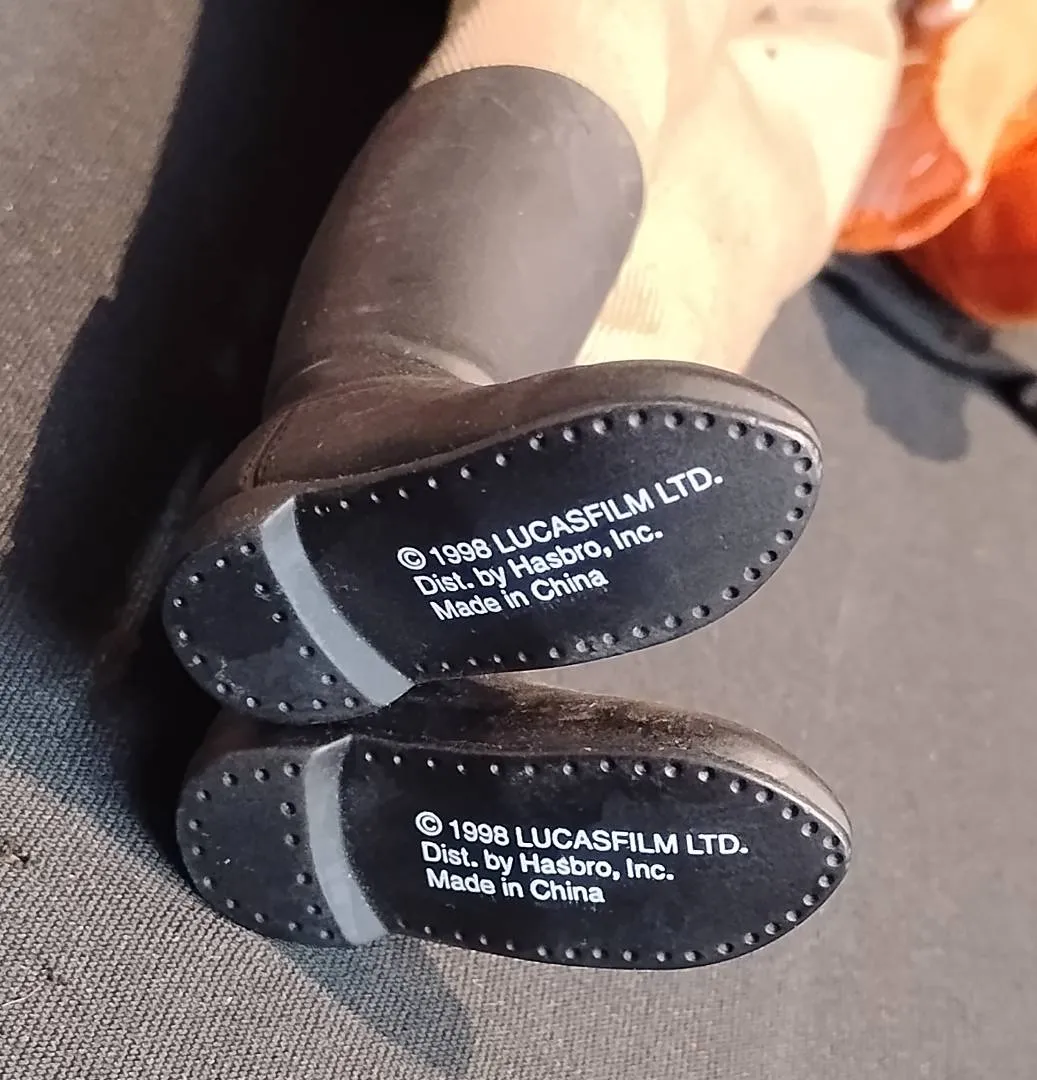 © 1998 LUCASFILM LTD.
Dist. by Hasbro, Inc.
Made in China
© 1998 LUCASFILM LTD.
Dist. by Hasbro, Inc.
Made in China